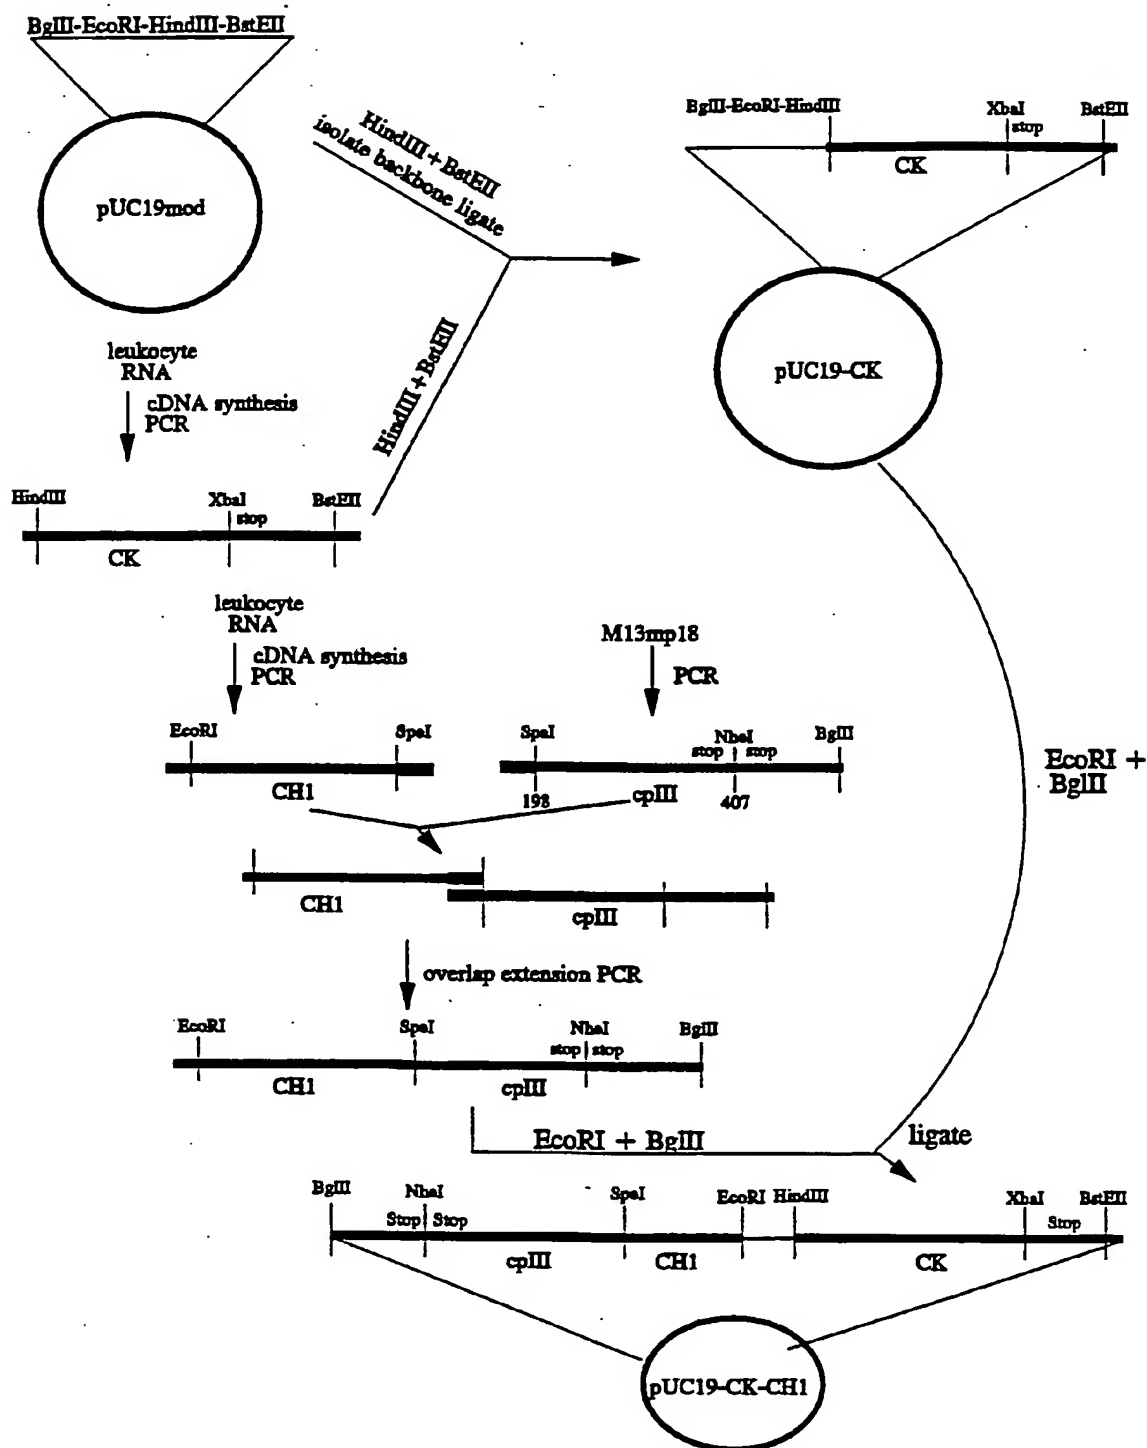 BglII-EcoRI-HindIII-BstEII
pUC19mod
HindIII+BstEII
isolate backbone ligate
BglII-EcoRI-HindIII
XbaI
stop
BstEII
CK
pUC19-CK
leukocyte
RNA
cDNA synthesis
PCR
HindIII+BstEII
HindIII
XbaI
stop
BstEII
CK
leukocyte
RNA
cDNA synthesis
PCR
M13mp18
PCR
EcoRI
SpeI
CH1
SpeI
NheI
stop
stop
BglII
198
cpIII
407
EcoRI +
BglII
CH1
cpIII
overlap extension PCR
EcoRI
SpeI
NheI
stop
stop
BglII
CH1
cpIII
EcoRI + BglII
ligate
BglII
NheI
Stop
Stop
SpeI
EcoRI
HindIII
XbaI
Stop
BstEII
cpIII
CH1
CK
pUC19-CK-CH1